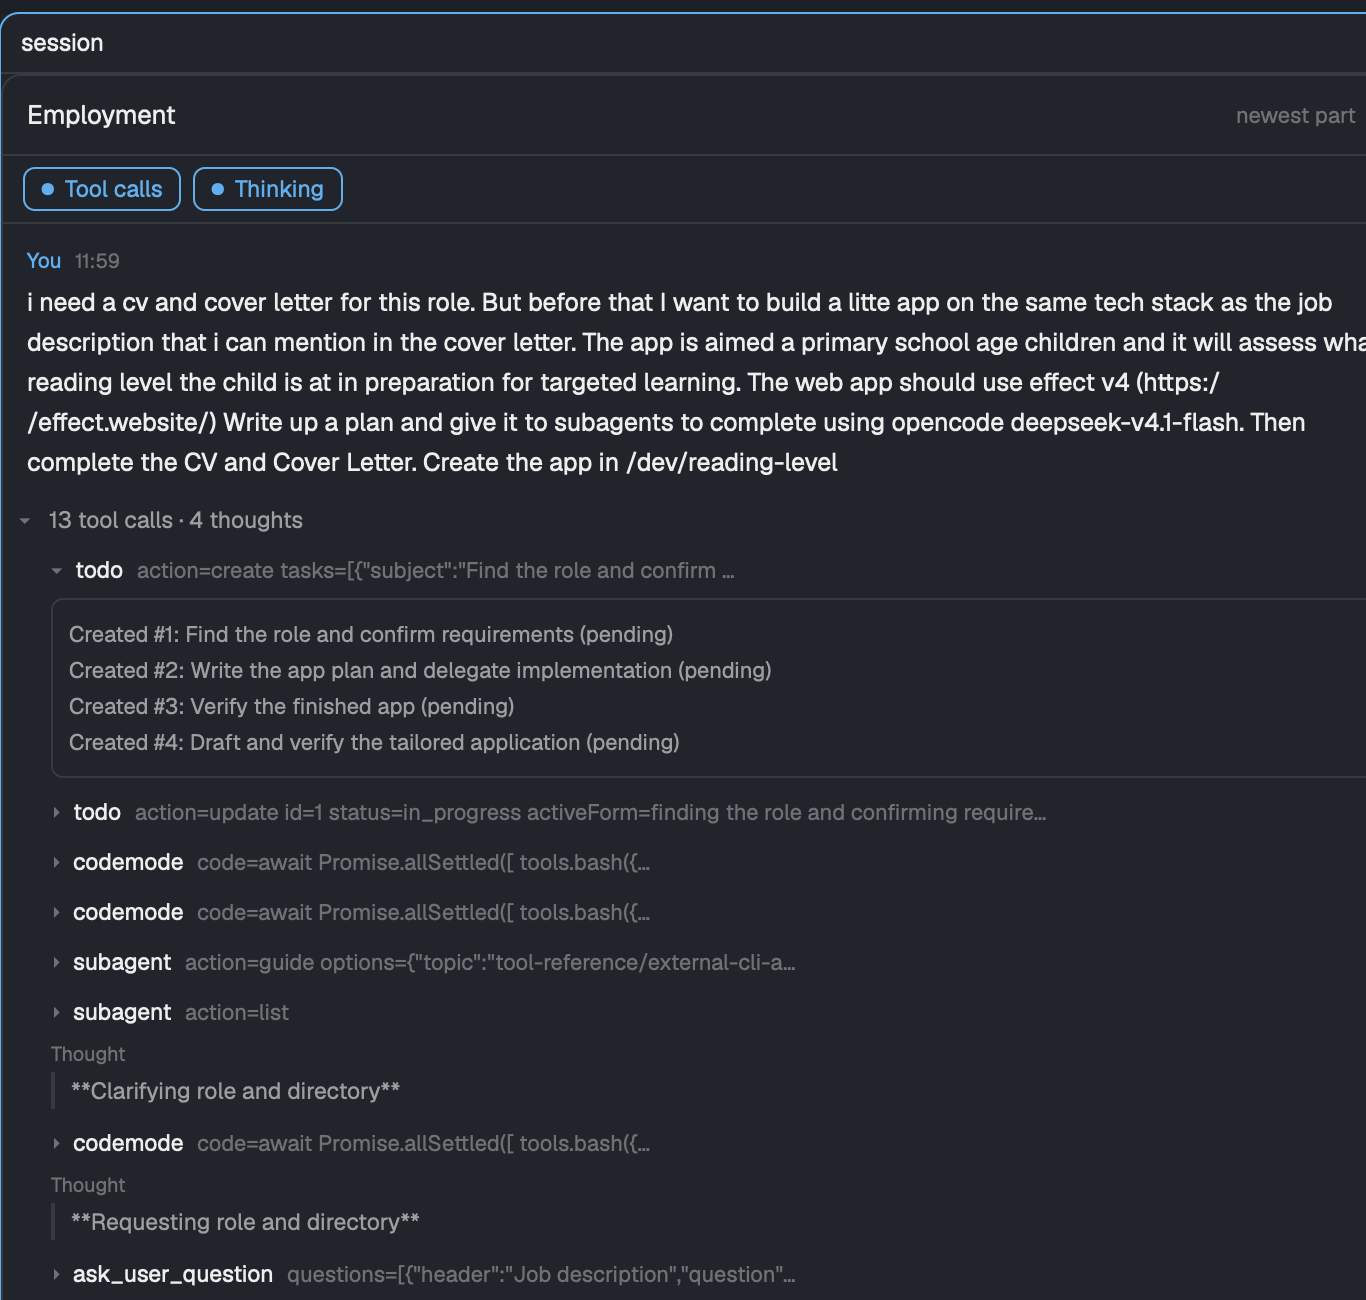 session
Employment
newest part
Tool calls
Thinking
You 11:59
i need a cv and cover letter for this role. But before that I want to build a litte app on the same tech stack as the job
description that i can mention in the cover letter. The app is aimed a primary school age children and it will assess wha
reading level the child is at in preparation for targeted learning. The web app should use effect v4 (https:/
/effect.website/) Write up a plan and give it to subagents to complete using opencode deepseek-v4.1-flash. Then
complete the CV and Cover Letter. Create the app in /dev/reading-level
13 tool calls · 4 thoughts
todo action=create tasks=[{"subject":"Find the role and confirm ...
Created #1: Find the role and confirm requirements (pending)
Created #2: Write the app plan and delegate implementation (pending)
Created #3: Verify the finished app (pending)
Created #4: Draft and verify the tailored application (pending)
todo action=update id=1 status=in_progress activeForm=finding the role and confirming require...
codemode code=await Promise.allSettled([ tools.bash({...
codemode code=await Promise.allSettled([ tools.bash({...
subagent action=guide options={"topic":"tool-reference/external-cli-a...
subagent action=list
Thought
**Clarifying role and directory**
codemode code=await Promise.allSettled([ tools.bash({...
Thought
**Requesting role and directory**
ask_user_question questions=[{"header":"Job description","question"...